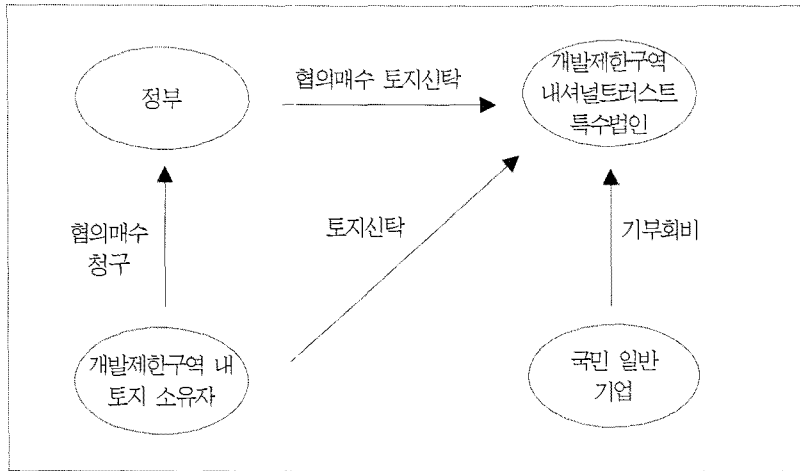 정부
협의매수 토지신탁
개발제한구역
내셔널트러스트
특수법인
협의매수
청구
토지신탁
기부회비
개발제한구역 내
토지 소유자
국민 일반
기업